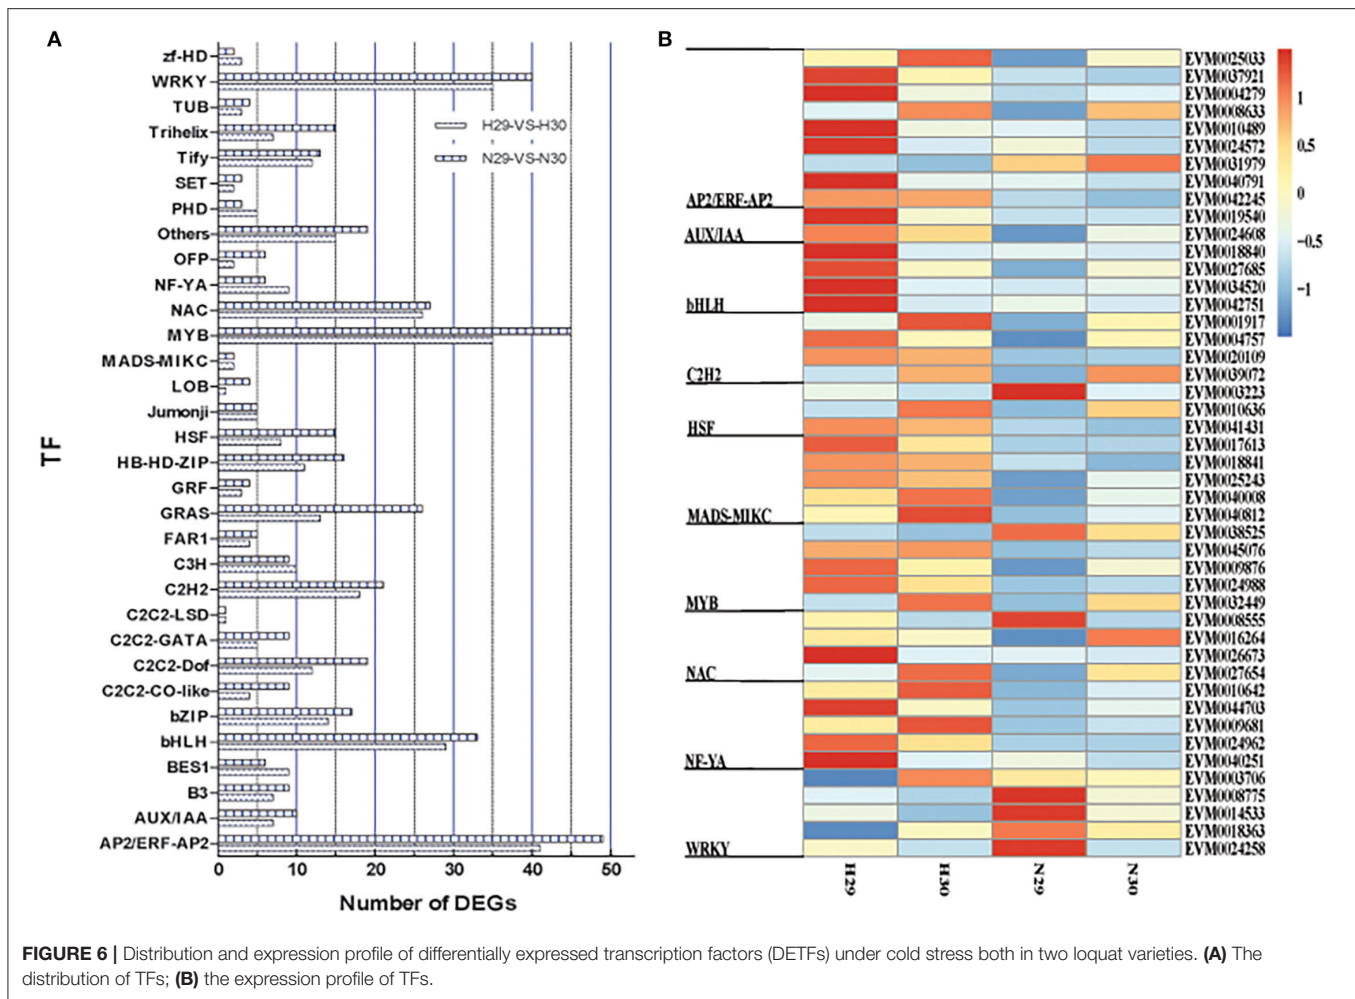 A
zf-HD
WRKY
TUB
Trihelix
Tify
SET
PHD
Others
OFP
NF-YA
NAC
MYB
MADS-MIKC
LOB
Jumonji
HSF
HB-HD-ZIP
GRF
GRAS
FAR1
C3H
C2H2
C2C2-LSD
C2C2-GATA
C2C2-Dof
C2C2-CO-like
bZIP
bHLH
BES1
B3
AUX/IAA
AP2/ERF-AP2
TF
H29-VS-H30
N29-VS-N30
0 10 20 30 40 50
Number of DEGs
B
AP2/ERF-AP2
AUX/IAA
bHLH
C2H2
HSF
MADS-MIKC
MYB
NAC
NF-YA
WRKY
EVM0025033
EVM0037921
EVM0004279
EVM0008633
EVM0010489
EVM0024572
EVM0031979
EVM0040791
EVM0042245
EVM0019540
EVM0024608
EVM0018840
EVM0027685
EVM0034520
EVM0042751
EVM0001917
EVM0004757
EVM0020109
EVM0039072
EVM0003223
EVM0010636
EVM0041431
EVM0017613
EVM0018841
EVM0025243
EVM0040008
EVM0040812
EVM0038525
EVM0045076
EVM0009876
EVM0024988
EVM0032449
EVM0008555
EVM0016264
EVM0026673
EVM0027654
EVM0010642
EVM0044703
EVM0009681
EVM0024962
EVM0040251
EVM0003706
EVM0008775
EVM0014533
EVM0018363
EVM0024258
H29 H30 N29 N30
1
0.5
0
−0.5
−1
FIGURE 6 | Distribution and expression profile of differentially expressed transcription factors (DETFs) under cold stress both in two loquat varieties. (A) The
distribution of TFs; (B) the expression profile of TFs.